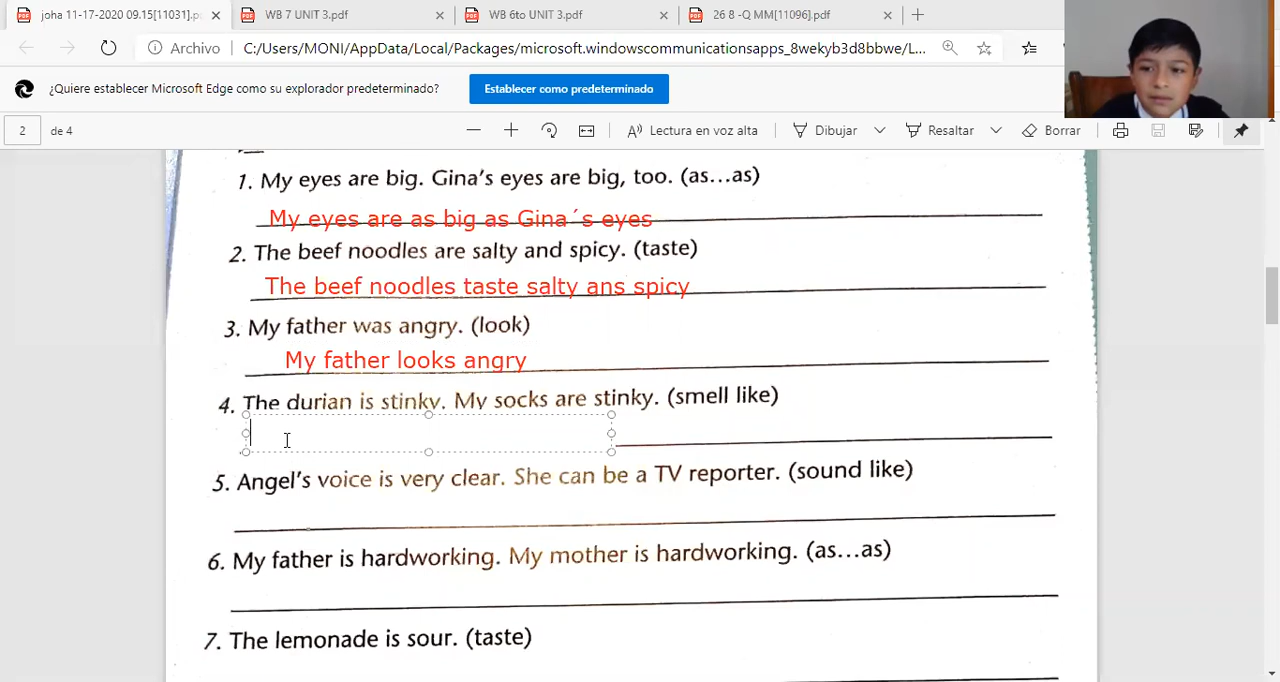 joha 11-17-2020 09.15[11031].p
WB 7 UNIT 3.pdf
WB 6to UNIT 3.pdf
26 8 -Q MM[11096].pdf
Archivo
C:/Users/MONI/AppData/Local/Packages/microsoft.windowscommunicationsapps_8wekyb3d8bbwe/L...
¿Quiere establecer Microsoft Edge como su explorador predeterminado?
Establecer como predeterminado
2 de 4
Lectura en voz alta
Dibujar
Resaltar
Borrar
1. My eyes are big. Gina's eyes are big, too. (as...as)
My eyes are as big as Gina´s eyes
2. The beef noodles are salty and spicy. (taste)
The beef noodles taste salty ans spicy
3. My father was angry. (look)
My father looks angry
4. The durian is stinky. My socks are stinky. (smell like)
5. Angel's voice is very clear. She can be a TV reporter. (sound like)
6. My father is hardworking. My mother is hardworking. (as...as)
7. The lemonade is sour. (taste)